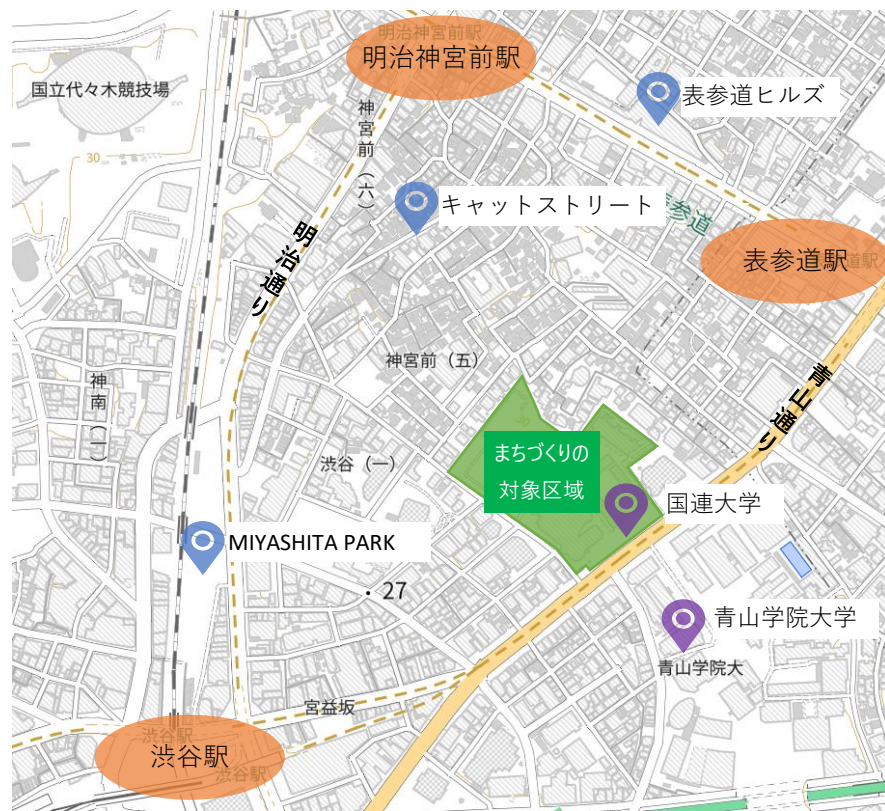 明治神宮前駅
明治神宮前駅
国立代々木競技場
表参道ヒルズ
30
神宮前（六）
キャットストリート
表参道
明治通り
表参道駅
神宮前（五）
青山通り
神南（一）
まちづくりの
対象区域
渋谷（一）
国連大学
MIYASHITA PARK
27
青山学院大学
青山学院大
宮益坂
渋谷駅
渋谷駅
渋谷駅